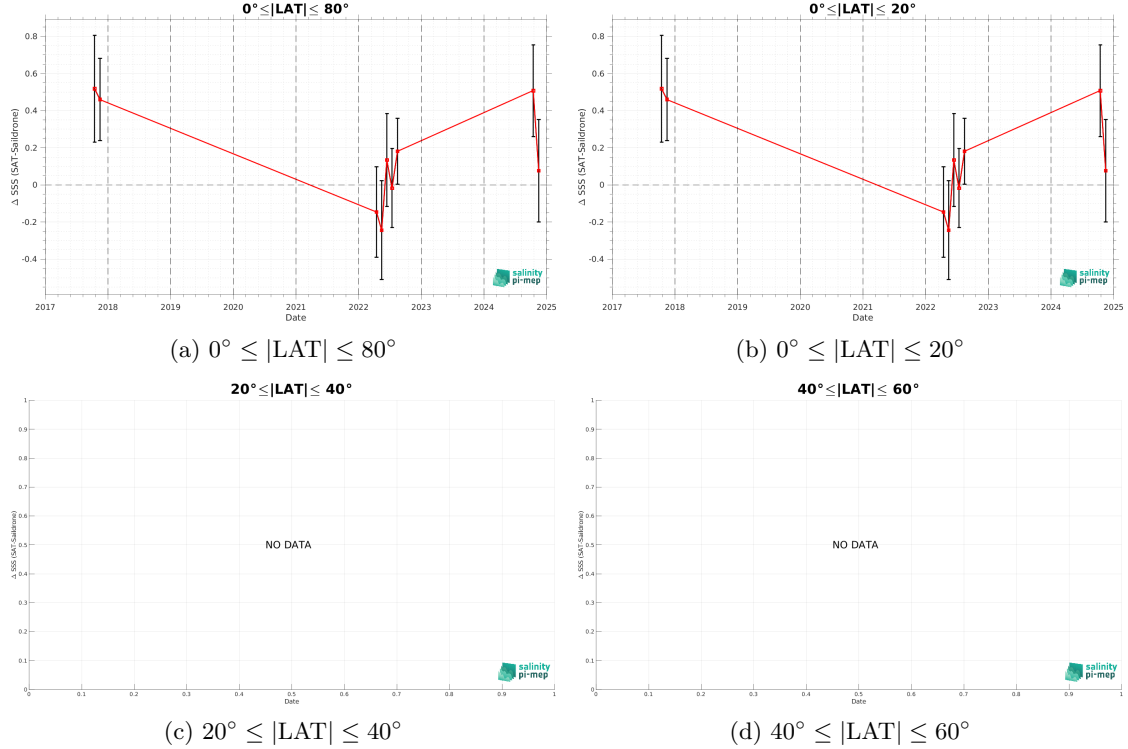 0°≤|LAT|≤ 80°
0.8
0.6
0.4
0.2
0
-0.2
-0.4
Δ SSS (SAT-Saildrone)
2017 2018 2019 2020 2021 2022 2023 2024 2025
Date
salinity
pi-mep
(a) 0° ≤ |LAT| ≤ 80°
0°≤|LAT|≤ 20°
0.8
0.6
0.4
0.2
0
-0.2
-0.4
Δ SSS (SAT-Saildrone)
2017 2018 2019 2020 2021 2022 2023 2024 2025
Date
salinity
pi-mep
(b) 0° ≤ |LAT| ≤ 20°
20°≤|LAT|≤ 40°
1
0.9
0.8
0.7
0.6
0.5
0.4
0.3
0.2
0.1
0
Δ SSS (SAT-Saildrone)
NO DATA
0 0.1 0.2 0.3 0.4 0.5 0.6 0.7 0.8 0.9 1
Date
salinity
pi-mep
(c) 20° ≤ |LAT| ≤ 40°
40°≤|LAT|≤ 60°
1
0.9
0.8
0.7
0.6
0.5
0.4
0.3
0.2
0.1
0
Δ SSS (SAT-Saildrone)
NO DATA
0 0.1 0.2 0.3 0.4 0.5 0.6 0.7 0.8 0.9 1
Date
salinity
pi-mep
(d) 40° ≤ |LAT| ≤ 60°